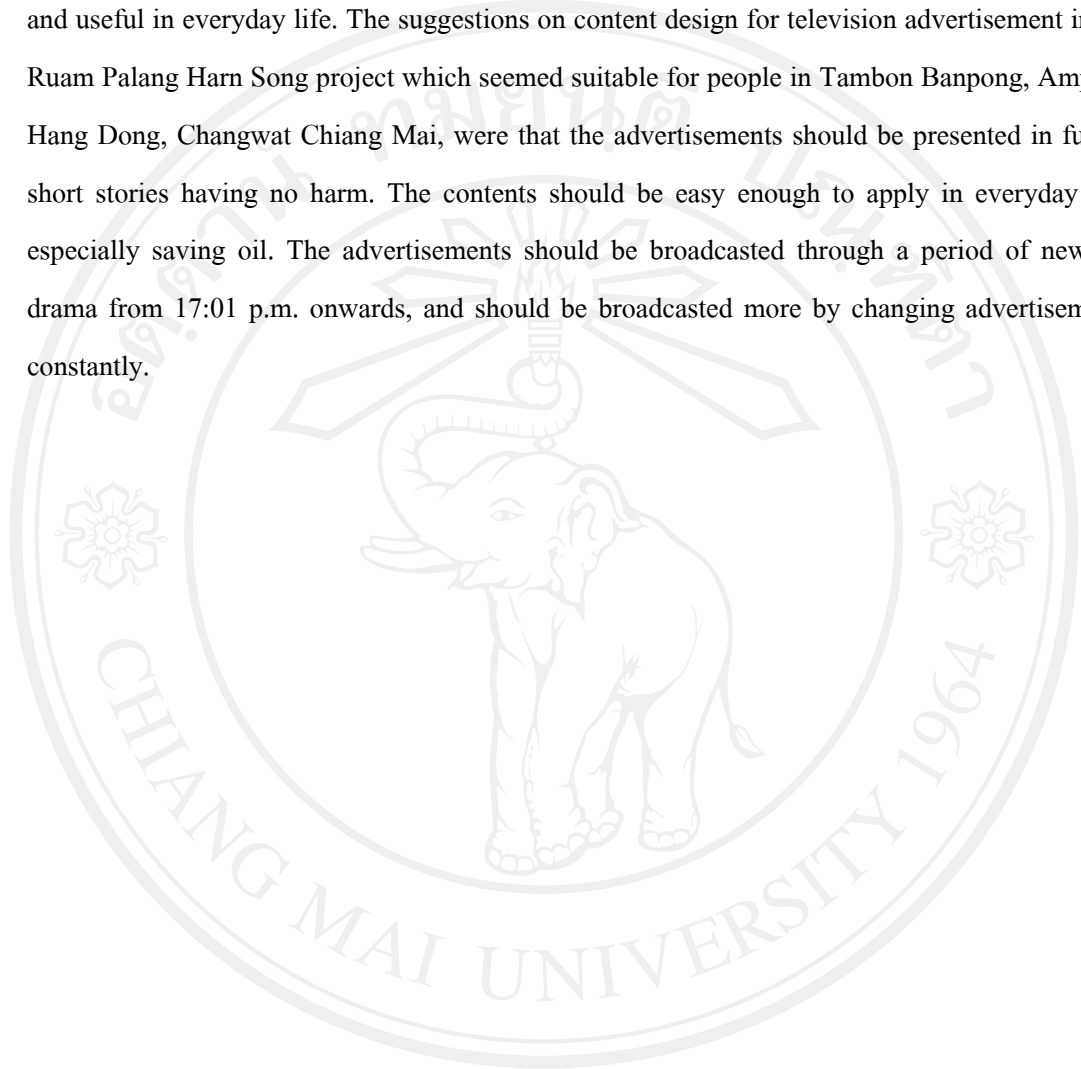 and useful in everyday life. The suggestions on content design for television advertisement in
Ruam Palang Harn Song project which seemed suitable for people in Tambon Banpong,
Hang Dong, Changwat Chiang Mai, were that the advertisements should be presented in
short stories having no harm. The contents should be easy enough to apply in everyday
especially saving oil. The advertisements should be broadcasted through a period of
drama from 17:01 p.m. onwards, and should be broadcasted more by changing
constantly.
CHIANG MAI UNIVERSITY 1964